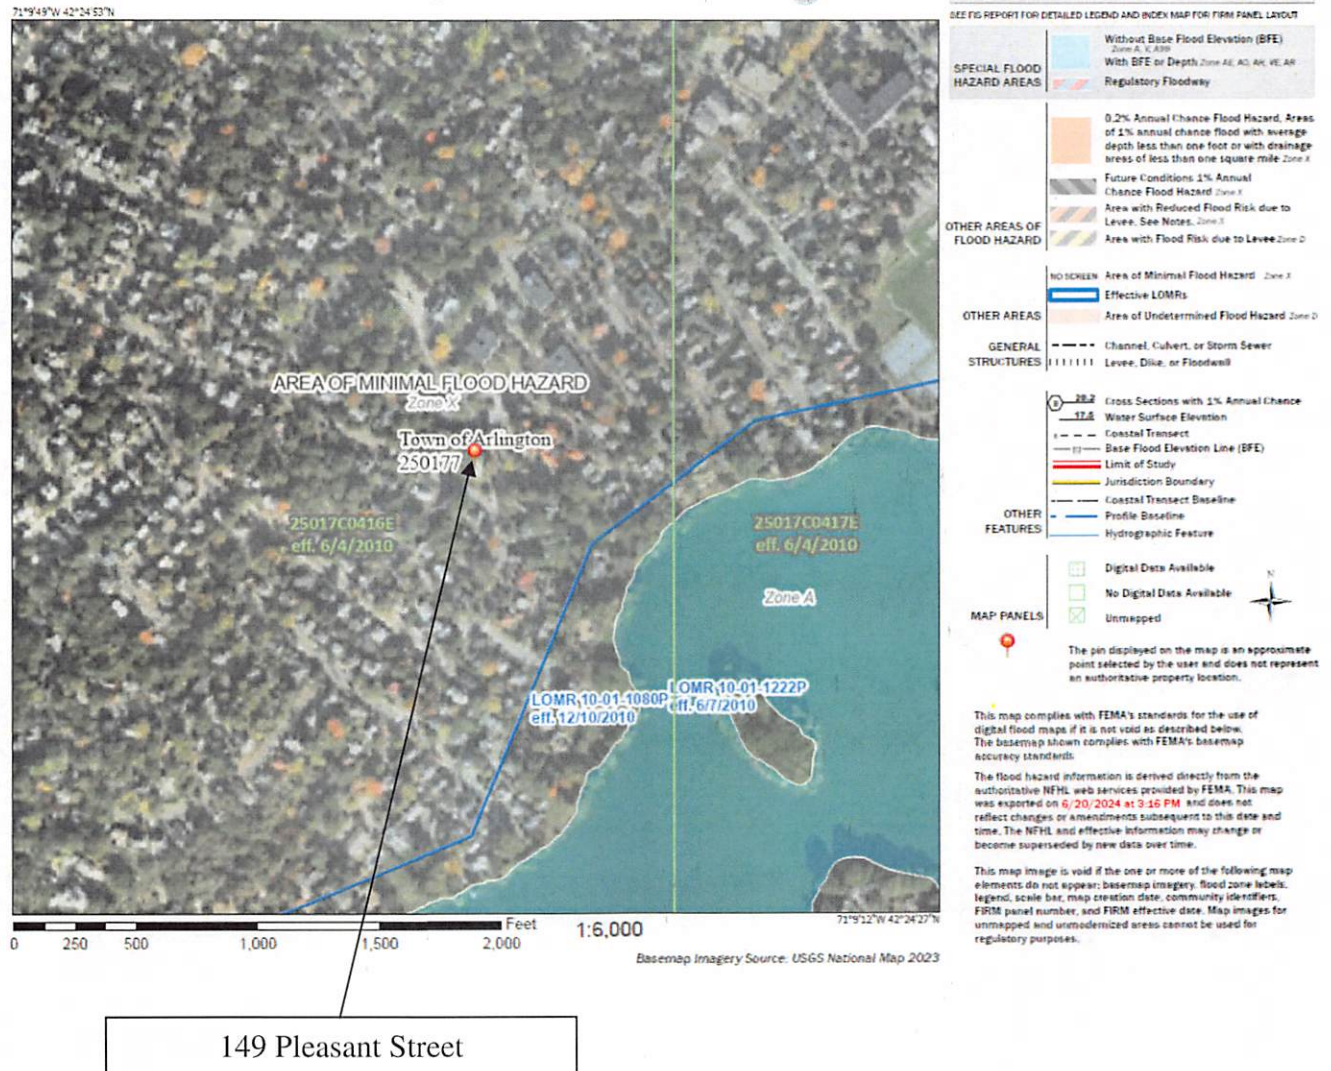 71°9'49"W 42°24'53"N
AREA OF MINIMAL FLOOD HAZARD
Zone X
Town of Arlington
250177
25017C0416E
eff. 6/4/2010
25017C0417E
eff. 6/4/2010
Zone A
LOMR 10-01-1080P
eff. 12/10/2010
LOMR 10-01-1222P
eff. 6/7/2010
71°9'12"W 42°24'27"N
Feet
1:6,000
0 250 500 1,000 1,500 2,000
Basemap Imagery Source: USGS National Map 2023
149 Pleasant Street
SEE FIS REPORT FOR DETAILED LEGEND AND INDEX MAP FOR FIRM PANEL LAYOUT
SPECIAL FLOOD
HAZARD AREAS
Without Base Flood Elevation (BFE)
Zone A, V, A99
With BFE or Depth Zone AE, AO, AH, VE, AR
Regulatory Floodway
OTHER AREAS OF
FLOOD HAZARD
0.2% Annual Chance Flood Hazard, Areas
of 1% annual chance flood with average
depth less than one foot or with drainage
areas of less than one square mile Zone X
Future Conditions 1% Annual
Chance Flood Hazard Zone X
Area with Reduced Flood Risk due to
Levee. See Notes. Zone X
Area with Flood Risk due to Levee Zone D
OTHER AREAS
NO SCREEN Area of Minimal Flood Hazard Zone X
Effective LOMRs
Area of Undetermined Flood Hazard Zone D
GENERAL
STRUCTURES
Channel, Culvert, or Storm Sewer
Levee, Dike, or Floodwall
OTHER
FEATURES
B 20.2 Cross Sections with 1% Annual Chance
17.5 Water Surface Elevation
Coastal Transect
Base Flood Elevation Line (BFE)
Limit of Study
Jurisdiction Boundary
Coastal Transect Baseline
Profile Baseline
Hydrographic Feature
MAP PANELS
Digital Data Available
No Digital Data Available
Unmapped
N
The pin displayed on the map is an approximate
point selected by the user and does not represent
an authoritative property location.
This map complies with FEMA's standards for the use of
digital flood maps if it is not void as described below.
The basemap shown complies with FEMA's basemap
accuracy standards
The flood hazard information is derived directly from the
authoritative NFHL web services provided by FEMA. This map
was exported on 6/20/2024 at 3:16 PM and does not
reflect changes or amendments subsequent to this date and
time. The NFHL and effective information may change or
become superseded by new data over time.
This map image is void if the one or more of the following map
elements do not appear: basemap imagery, flood zone labels,
legend, scale bar, map creation date, community identifiers,
FIRM panel number, and FIRM effective date. Map images for
unmapped and unmodernized areas cannot be used for
regulatory purposes.